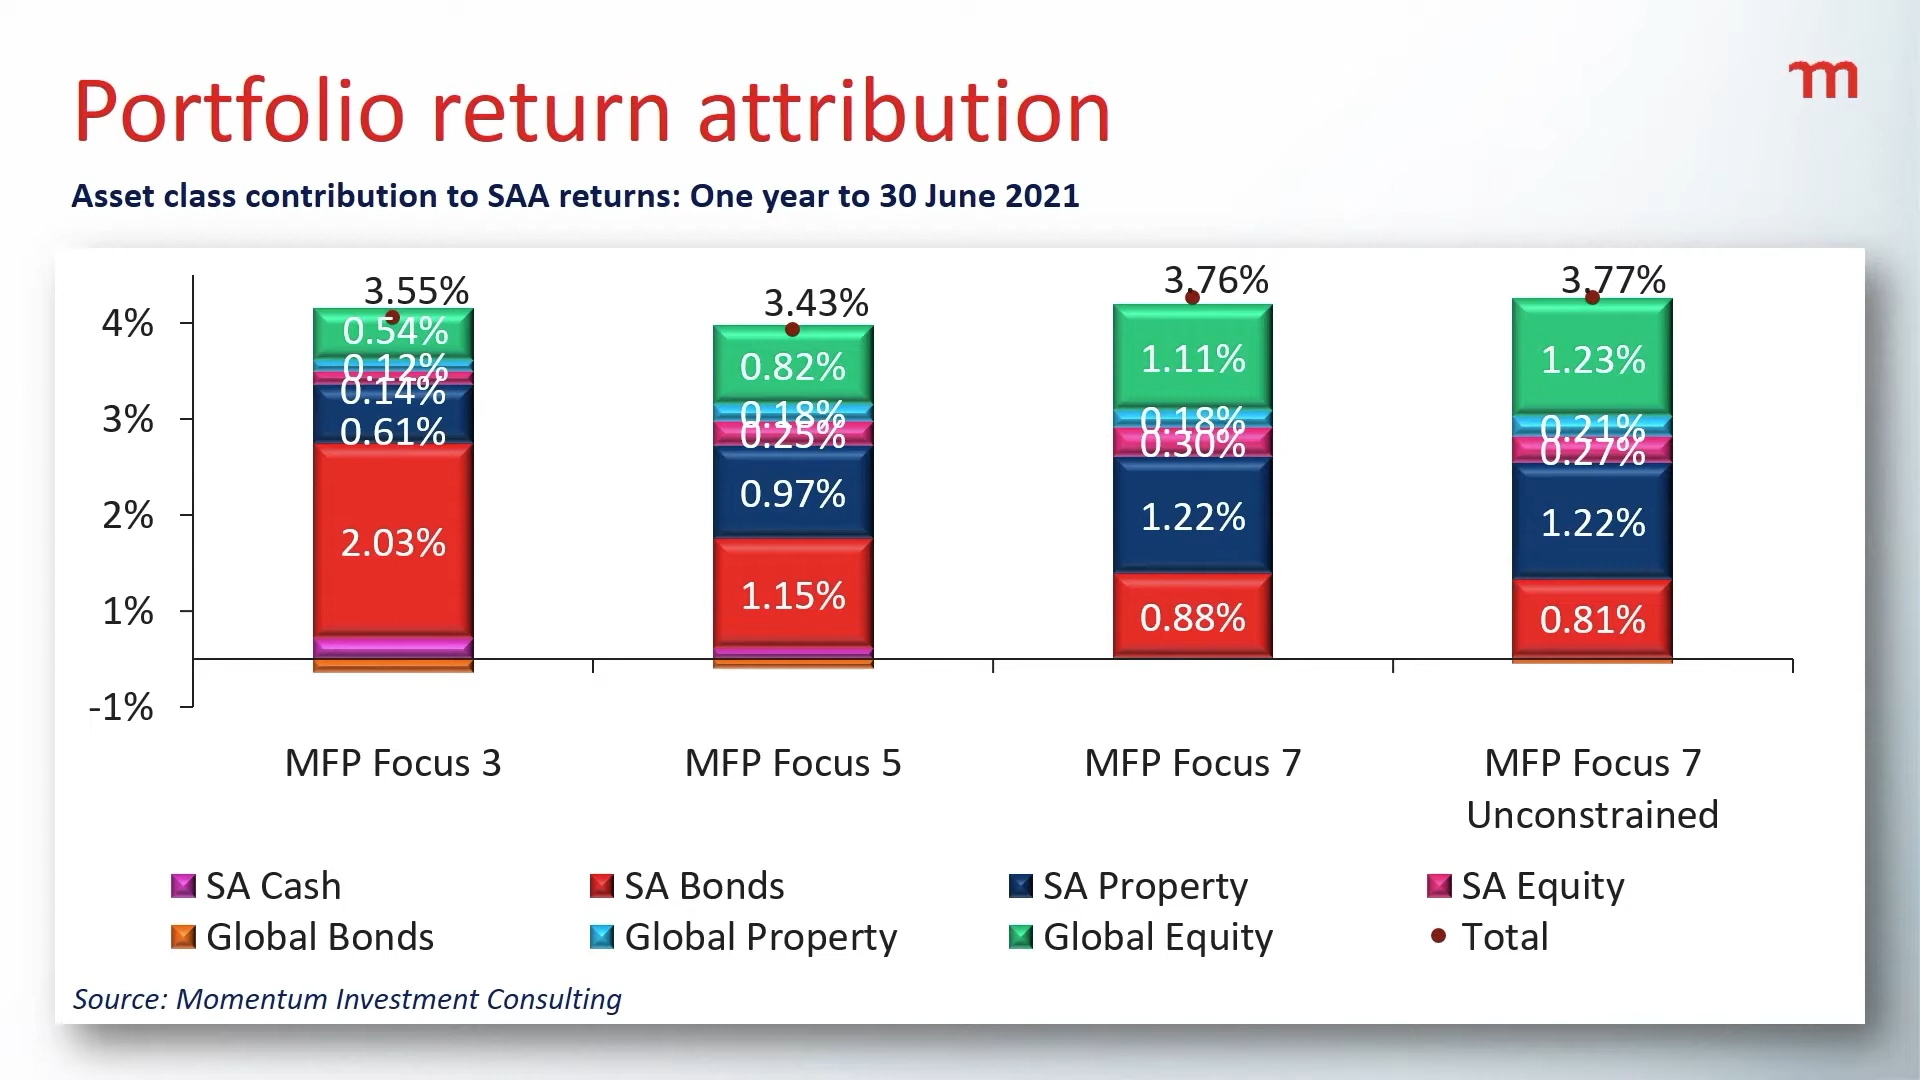 Portfolio return attribution
Asset class contribution to SAA returns: One year to 30 June 2021
3.55% 3.43% 3.76% 3.77%
4%
3%
2%
1%
-1%
0.54%
0.12%
0.14%
0.61%
2.03%
0.82%
0.18%
0.25%
0.97%
1.15%
1.11%
0.18%
0.30%
1.22%
0.88%
1.23%
0.21%
0.27%
1.22%
0.81%
MFP Focus 3 MFP Focus 5 MFP Focus 7 MFP Focus 7
Unconstrained
SA Cash SA Bonds SA Property SA Equity
Global Bonds Global Property Global Equity Total
Source: Momentum Investment Consulting
m